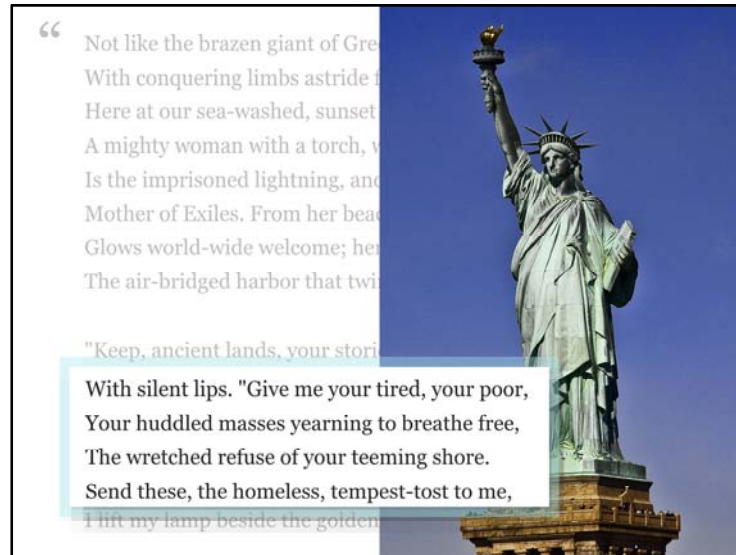 “
Not like the brazen giant of Gre
With conquering limbs astride f
Here at our sea-washed, sunset
A mighty woman with a torch, w
Is the imprisoned lightning, and
Mother of Exiles. From her bea
Glows world-wide welcome; her
The air-bridged harbor that twi
"Keep, ancient lands, your stori
With silent lips. "Give me your tired, your poor,
Your huddled masses yearning to breathe free,
The wretched refuse of your teeming shore.
Send these, the homeless, tempest-tost to me,
I lift my lamp beside the golden